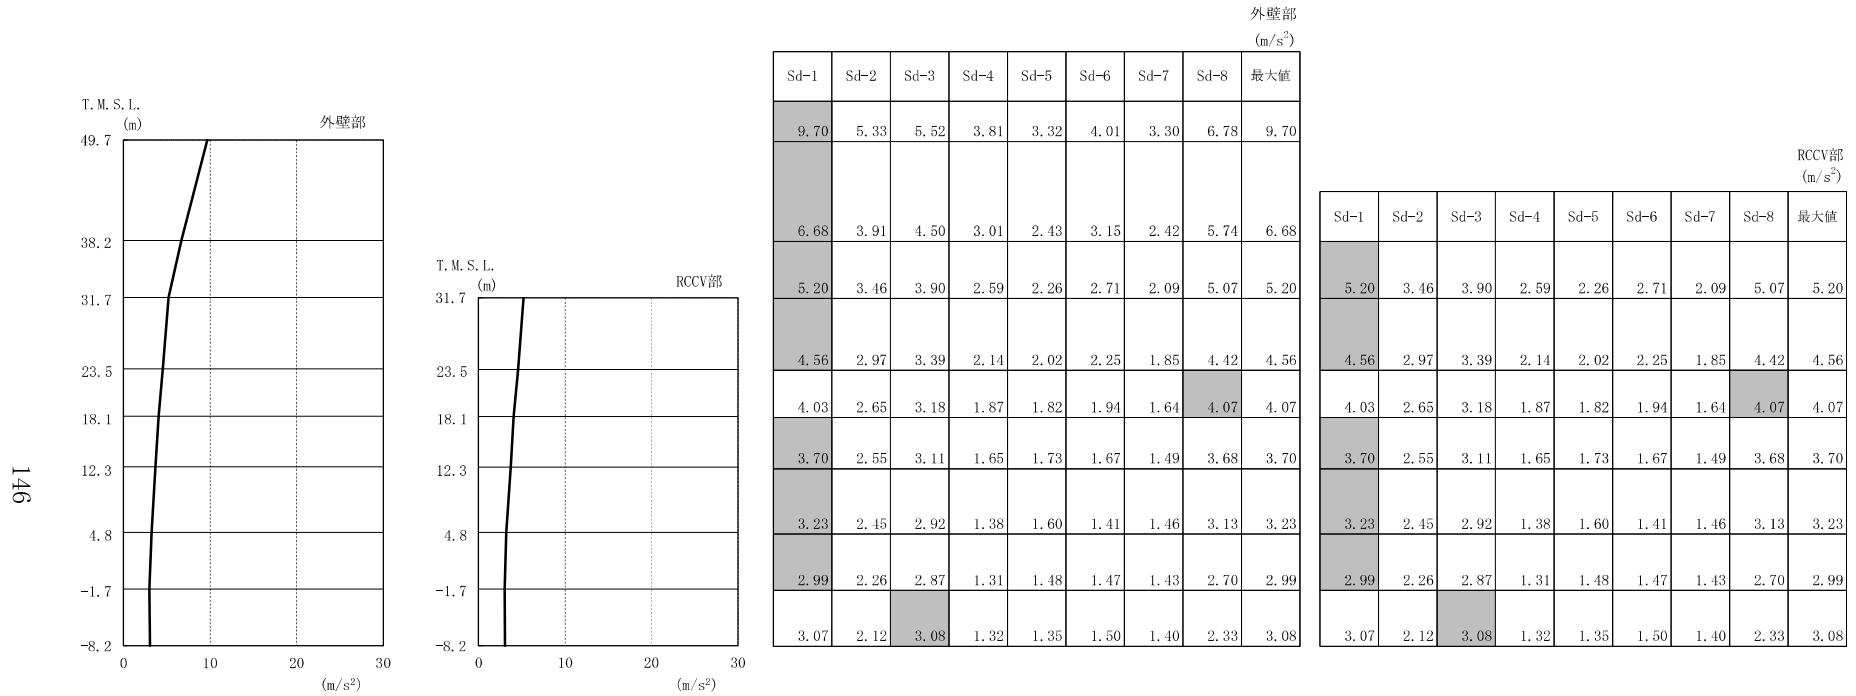 146
T.M.S.L.
(m)
外壁部
49.7
38.2
31.7
23.5
18.1
12.3
4.8
-1.7
-8.2
0 10 20 30
(m/s²)
T.M.S.L.
(m)
RCCV部
31.7
23.5
18.1
12.3
4.8
-1.7
-8.2
0 10 20 30
(m/s²)
外壁部
(m/s²)
Sd-1 Sd-2 Sd-3 Sd-4 Sd-5 Sd-6 Sd-7 Sd-8 最大値
9.70 5.33 5.52 3.81 3.32 4.01 3.30 6.78 9.70
6.68 3.91 4.50 3.01 2.43 3.15 2.42 5.74 6.68
5.20 3.46 3.90 2.59 2.26 2.71 2.09 5.07 5.20
4.56 2.97 3.39 2.14 2.02 2.25 1.85 4.42 4.56
4.03 2.65 3.18 1.87 1.82 1.94 1.64 4.07 4.07
3.70 2.55 3.11 1.65 1.73 1.67 1.49 3.68 3.70
3.23 2.45 2.92 1.38 1.60 1.41 1.46 3.13 3.23
2.99 2.26 2.87 1.31 1.48 1.47 1.43 2.70 2.99
3.07 2.12 3.08 1.32 1.35 1.50 1.40 2.33 3.08
RCCV部
(m/s²)
Sd-1 Sd-2 Sd-3 Sd-4 Sd-5 Sd-6 Sd-7 Sd-8 最大値
5.20 3.46 3.90 2.59 2.26 2.71 2.09 5.07 5.20
4.56 2.97 3.39 2.14 2.02 2.25 1.85 4.42 4.56
4.03 2.65 3.18 1.87 1.82 1.94 1.64 4.07 4.07
3.70 2.55 3.11 1.65 1.73 1.67 1.49 3.68 3.70
3.23 2.45 2.92 1.38 1.60 1.41 1.46 3.13 3.23
2.99 2.26 2.87 1.31 1.48 1.47 1.43 2.70 2.99
3.07 2.12 3.08 1.32 1.35 1.50 1.40 2.33 3.08